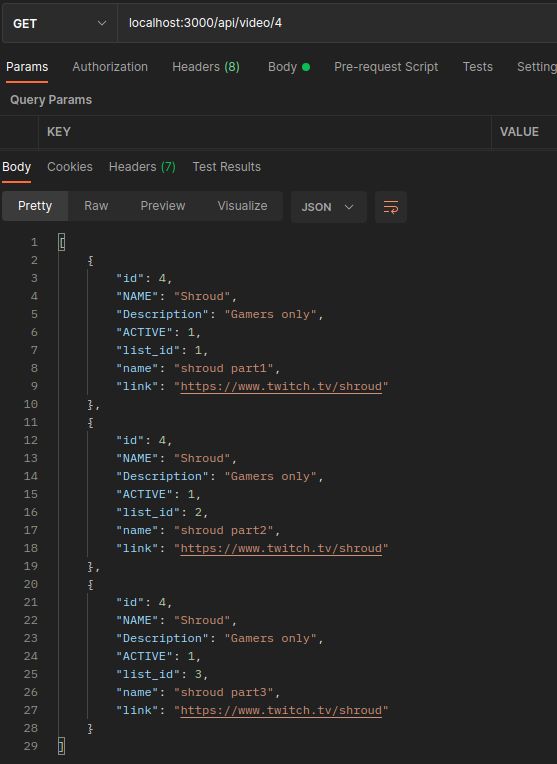 GET localhost:3000/api/video/4
Params Authorization Headers (8) Body Pre-request Script Tests Setting
Query Params
KEY VALUE
Body Cookies Headers (7) Test Results
Pretty Raw Preview Visualize JSON
1 [
2 {
3 "id": 4,
4 "NAME": "Shroud",
5 "Description": "Gamers only",
6 "ACTIVE": 1,
7 "list_id": 1,
8 "name": "shroud part1",
9 "link": "https://www.twitch.tv/shroud"
10 },
11 {
12 "id": 4,
13 "NAME": "Shroud",
14 "Description": "Gamers only",
15 "ACTIVE": 1,
16 "list_id": 2,
17 "name": "shroud part2",
18 "link": "https://www.twitch.tv/shroud"
19 },
20 {
21 "id": 4,
22 "NAME": "Shroud",
23 "Description": "Gamers only",
24 "ACTIVE": 1,
25 "list_id": 3,
26 "name": "shroud part3",
27 "link": "https://www.twitch.tv/shroud"
28 }
29 ]